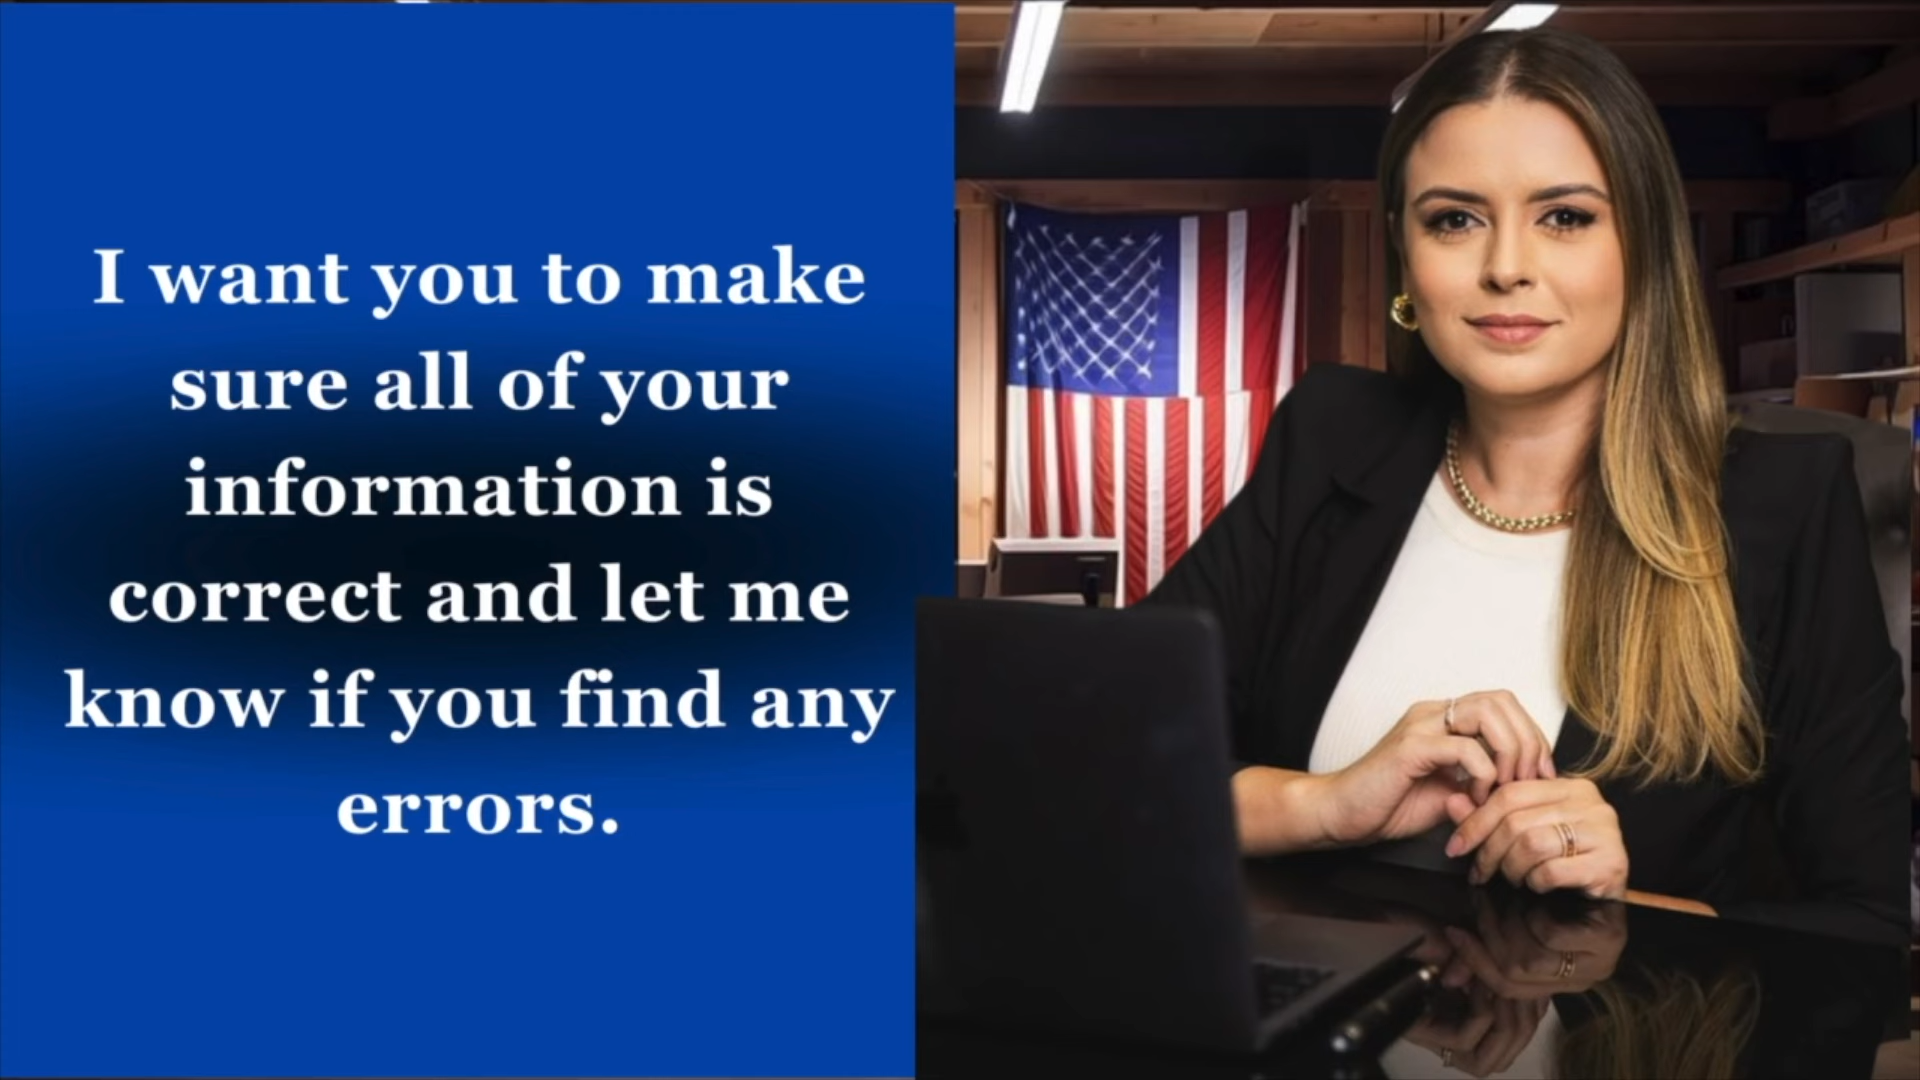 I want you to make
sure all of your
information is
correct and let me
know if you find any
errors.